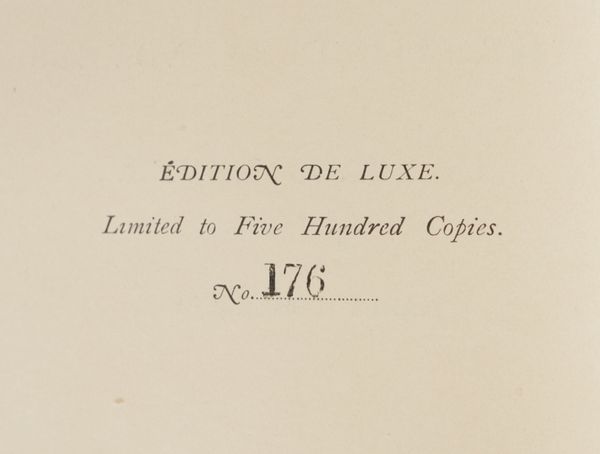 ÉDITION DE LUXE.
Limited to Five Hundred Copies.
No. 176